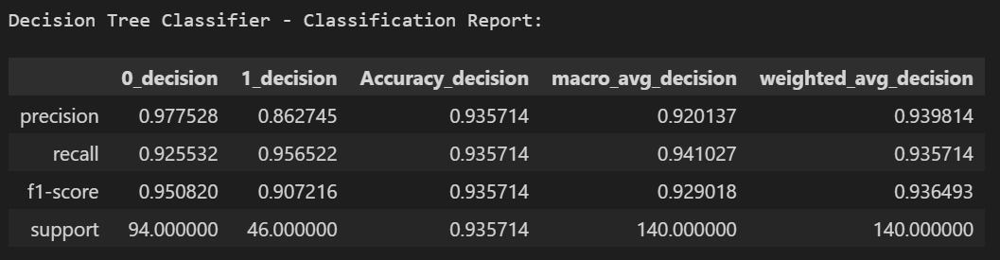 Decision Tree Classifier - Classification Report:
0_decision 1_decision Accuracy_decision macro_avg_decision weighted_avg_decision
precision 0.977528 0.862745 0.935714 0.920137 0.939814
recall 0.925532 0.956522 0.935714 0.941027 0.935714
f1-score 0.950820 0.907216 0.935714 0.929018 0.936493
support 94.000000 46.000000 0.935714 140.000000 140.000000